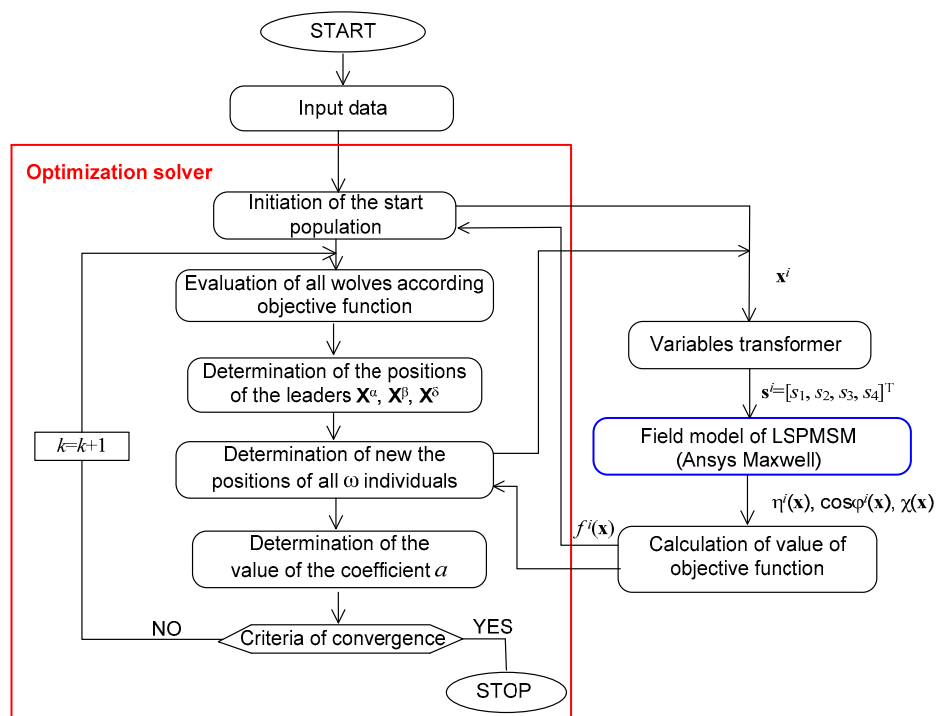 START
Input data
Optimization solver
Initiation of the start
population
Evaluation of all wolves according
objective function
Determination of the positions
of the leaders Xᵅ, Xᵝ, Xᵟ
k=k+1
Determination of new the
positions of all ω individuals
Determination of the
value of the coefficient a
NO
Criteria of convergence
YES
STOP
xⁱ
Variables transformer
sⁱ=[s₁, s₂, s₃, s₄]ᵀ
Field model of LSPMSM
(Ansys Maxwell)
ηⁱ(x), cosφⁱ(x), χ(x)
fⁱ(x)
Calculation of value of
objective function